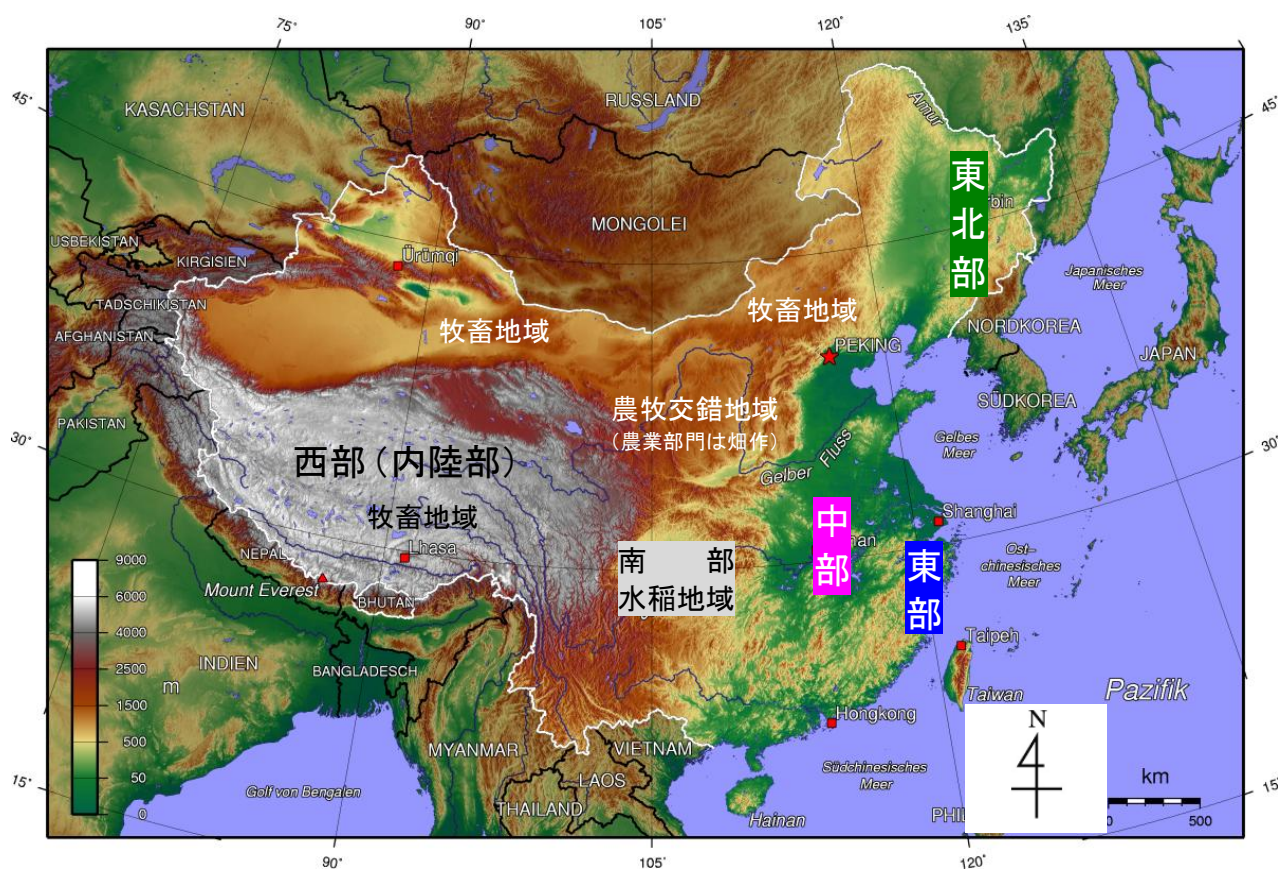 75°
90°
105°
120°
135°
45°
KASACHSTAN
RUSSLAND
Amur
45°
東北部
MONGOLEI
USBEKISTAN
KIRGISIEN
Ürümqi
TADSCHIKISTAN
AFGHANISTAN
Japanisches
Meer
牧畜地域
牧畜地域
PEKING
NORDKOREA
JAPAN
SÜDKOREA
PAKISTAN
農牧交錯地域
(農業部門は畑作)
30°
Gelber Fluss
Gelbes
Meer
30°
西部(内陸部)
牧畜地域
Shanghai
中部
東部
南 部
水稲地域
Lhasa
NEPAL
Mount Everest
BHUTAN
Ost-
chinesisches
Meer
9000
6000
4000
2500
1500
500
50
0
m
INDIEN
BANGLADESCH
Taipeh
Taiwan
Pazifik
Hongkong
MYANMAR
VIETNAM
LAOS
THAILAND
Südchinesisches
Meer
Hainan
Golf von Bengalen
N
km
500
15°
15°
90°
105°
120°